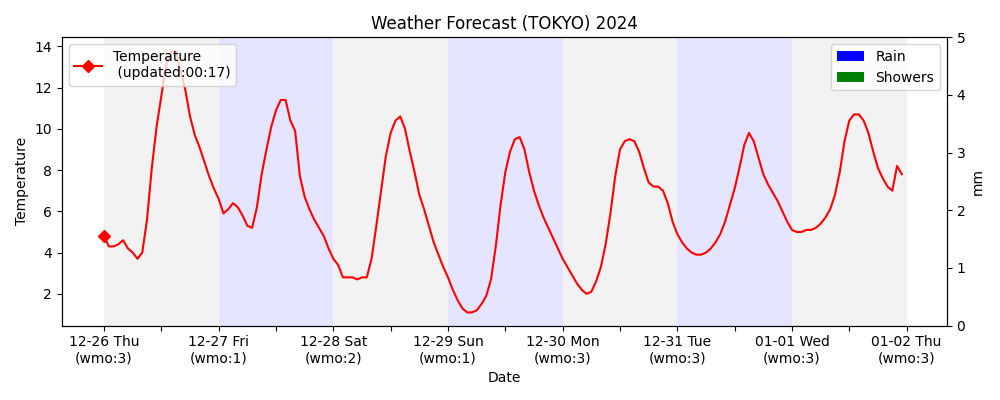 Weather Forecast (TOKYO) 2024
Temperature
(updated:00:17)
Rain
Showers
14
12
10
8
6
4
2
Temperature
5
4
3
2
1
0
mm
12-26 Thu
(wmo:3)
12-27 Fri
(wmo:1)
12-28 Sat
(wmo:2)
12-29 Sun
(wmo:1)
12-30 Mon
(wmo:3)
12-31 Tue
(wmo:3)
01-01 Wed
(wmo:3)
01-02 Thu
(wmo:3)
Date